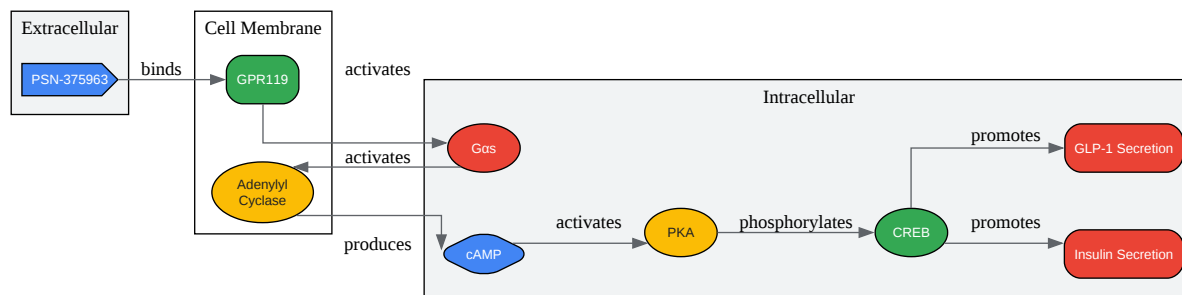 Extracellular
Cell Membrane
PSN-375963
binds
GPR119
activates
Intracellular
Gαs
activates
promotes
GLP-1 Secretion
Adenylyl
Cyclase
produces
cAMP
activates
PKA
phosphorylates
CREB
promotes
Insulin Secretion